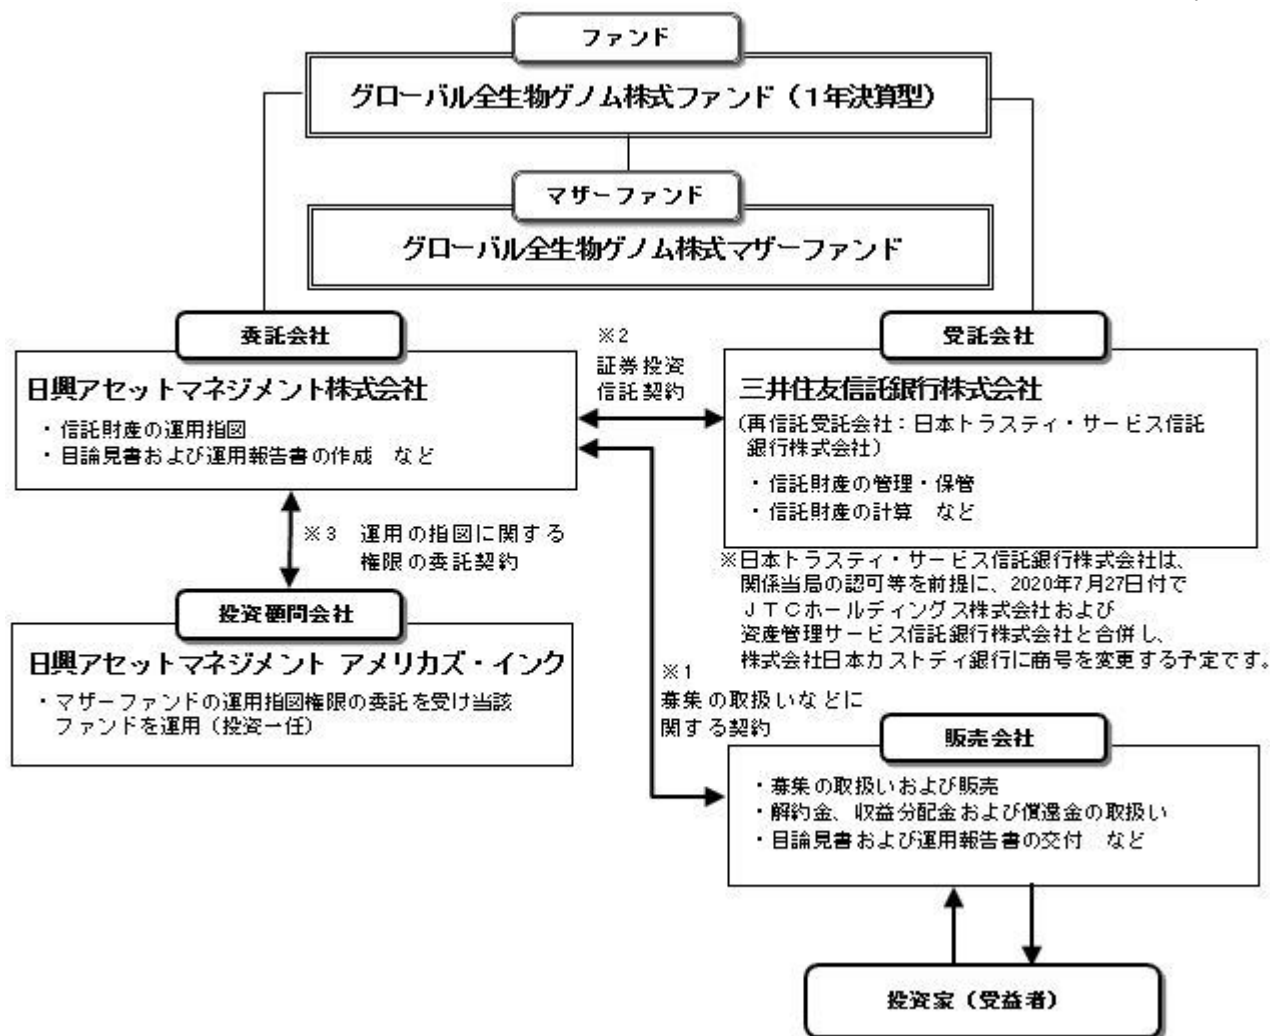 ファンド
グローバル全生物ゲノム株式ファンド（１年決算型）
マザーファンド
グローバル全生物ゲノム株式マザーファンド
委託会社
日興アセットマネジメント株式会社
・信託財産の運用指図
・目論見書および運用報告書の作成　など
※２
証券投資
信託契約
受託会社
三井住友信託銀行株式会社
（再信託受託会社：日本トラスティ・サービス信託
銀行株式会社）
・信託財産の管理・保管
・信託財産の計算　など
※日本トラスティ・サービス信託銀行株式会社は、
関係当局の認可等を前提に、2020年7月27日付で
ＪＴＣホールディングス株式会社および
資産管理サービス信託銀行株式会社と合併し、
株式会社日本カストディ銀行に商号を変更する予定です。
※３　運用の指図に関する
権限の委託契約
投資顧問会社
日興アセットマネジメント アメリカズ・インク
・マザーファンドの運用指図権限の委託を受け当該
ファンドを運用（投資一任）
※１
募集の取扱いなどに
関する契約
販売会社
・募集の取扱いおよび販売
・解約金、収益分配金および償還金の取扱い
・目論見書および運用報告書の交付　など
投資家（受益者）